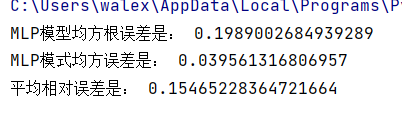 C:\Users\walex\AppData\Local\Programs\P
MLP模型均方根误差是： 0.1989002684939289
MLP模式均方误差是： 0.039561316806957
平均相对误差是： 0.15465228364721664